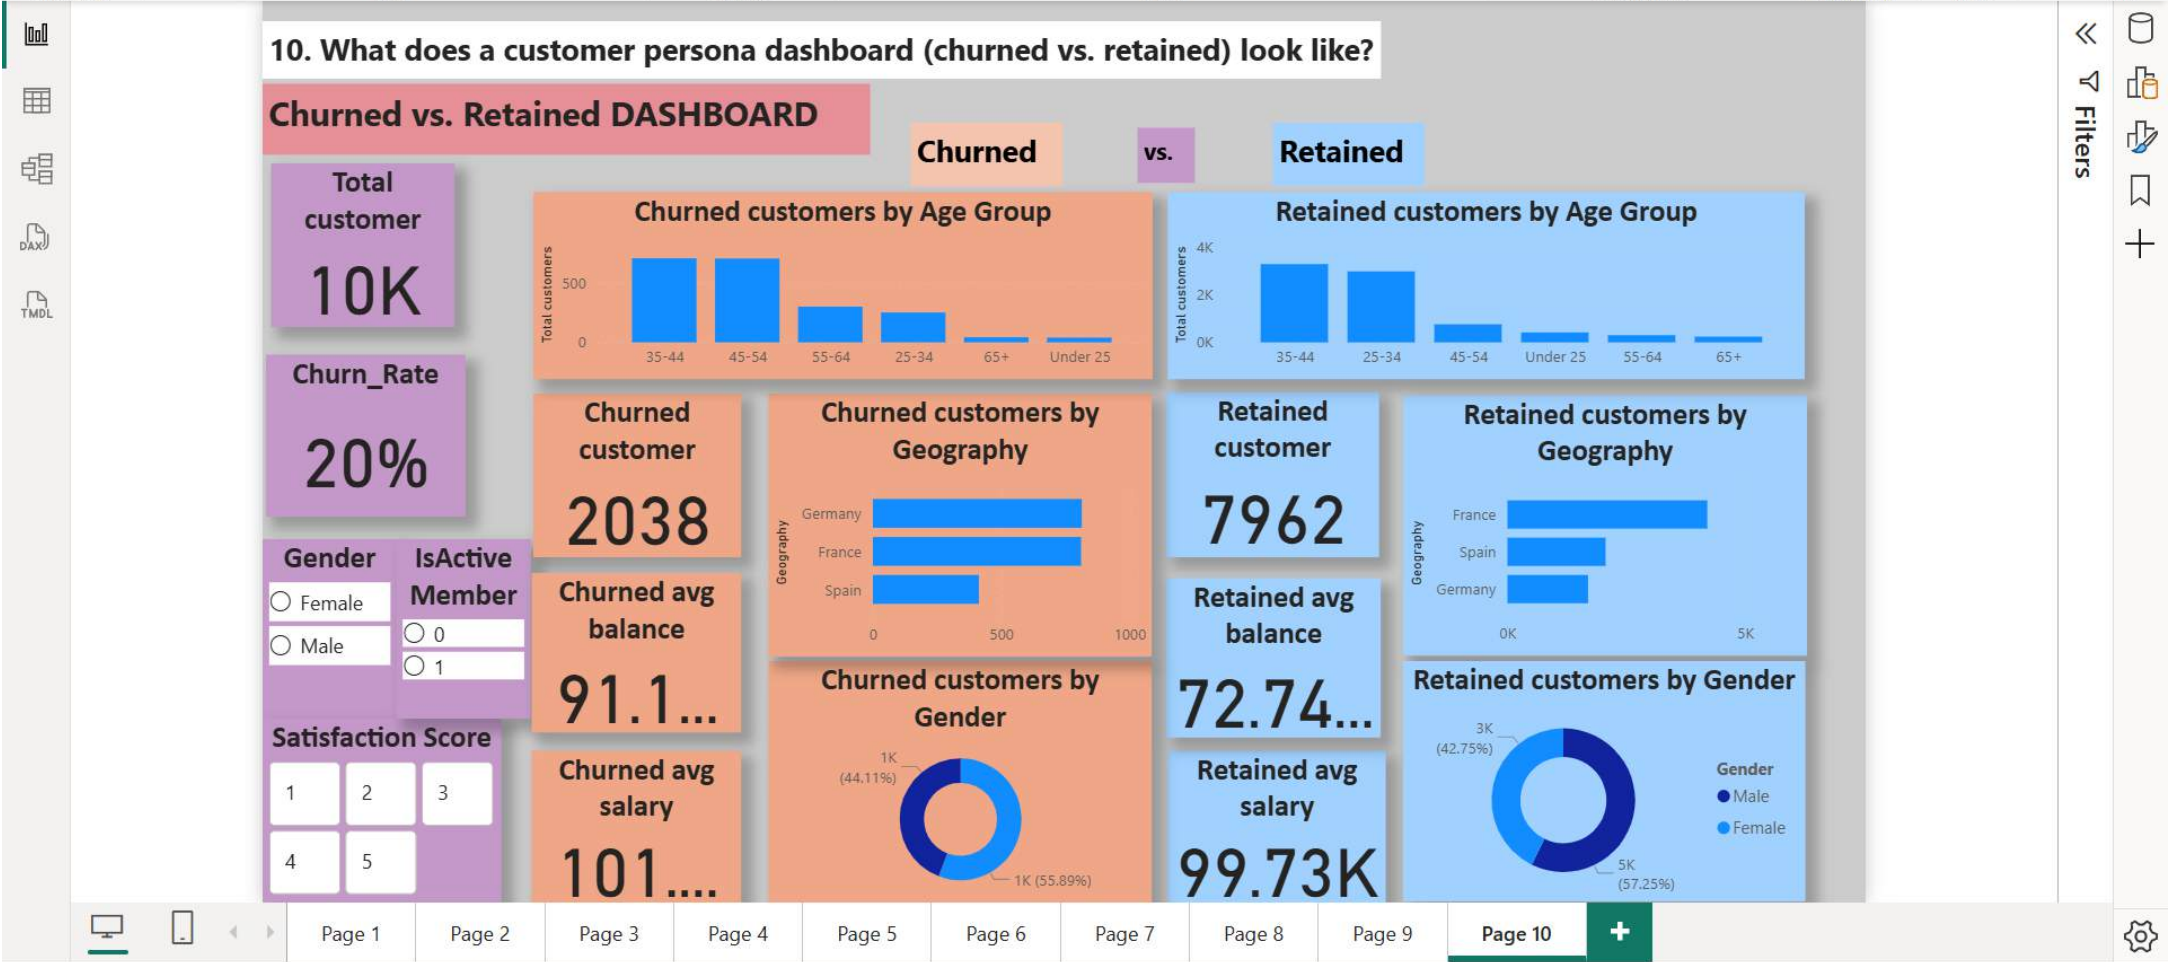 10. What does a customer persona dashboard (churned vs. retained) look like?
Churned vs. Retained DASHBOARD
Churned
vs.
Retained
Total
customer
10K
Churn_Rate
20%
Gender
Female
Male
IsActive
Member
0
1
Satisfaction Score
1
2
3
4
5
Churned customers by Age Group
Total customers
500
0
35-44
45-54
55-64
25-34
65+
Under 25
Churned
customer
2038
Churned avg
balance
91.1...
Churned avg
salary
101....
Churned customers by
Geography
Geography
Germany
France
Spain
0
500
1000
Churned customers by
Gender
1K
(44.11%)
1K (55.89%)
Retained customers by Age Group
Total customers
4K
2K
0K
35-44
25-34
45-54
Under 25
55-64
65+
Retained
customer
7962
Retained avg
balance
72.74...
Retained avg
salary
99.73K
Retained customers by
Geography
Geography
France
Spain
Germany
0K
5K
Retained customers by Gender
3K
(42.75%)
5K
(57.25%)
Gender
Male
Female
Filters
DAX
TMDL
Page 1
Page 2
Page 3
Page 4
Page 5
Page 6
Page 7
Page 8
Page 9
Page 10